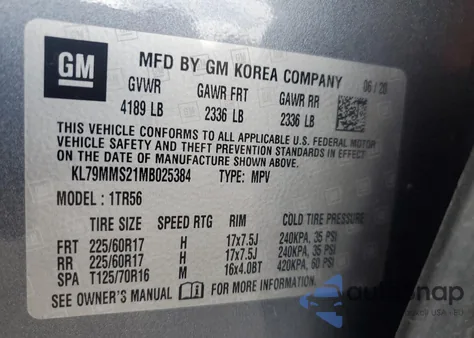 GM
MFD BY GM KOREA COMPANY 06/20
GVWR GAWR FRT GAWR RR
4189 LB 2336 LB 2336 LB
THIS VEHICLE CONFORMS TO ALL APPLICABLE U.S. FEDERAL MOTOR
VEHICLE SAFETY AND THEFT PREVENTION STANDARDS IN EFFECT ON
THE DATE OF MANUFACTURE SHOWN ABOVE.
KL79MMS21MB025384 TYPE: MPV
MODEL: 1TR56
TIRE SIZE SPEED RTG RIM COLD TIRE PRESSURE
FRT 225/60R17 H 17x7.5J 240KPA, 35 PSI
RR 225/60R17 H 17x7.5J 240KPA, 35 PSI
SPA T125/70R16 M 16x4.0BT 420KPA, 60 PSI
SEE OWNER'S MANUAL FOR MORE INFORMATION.
autosnap